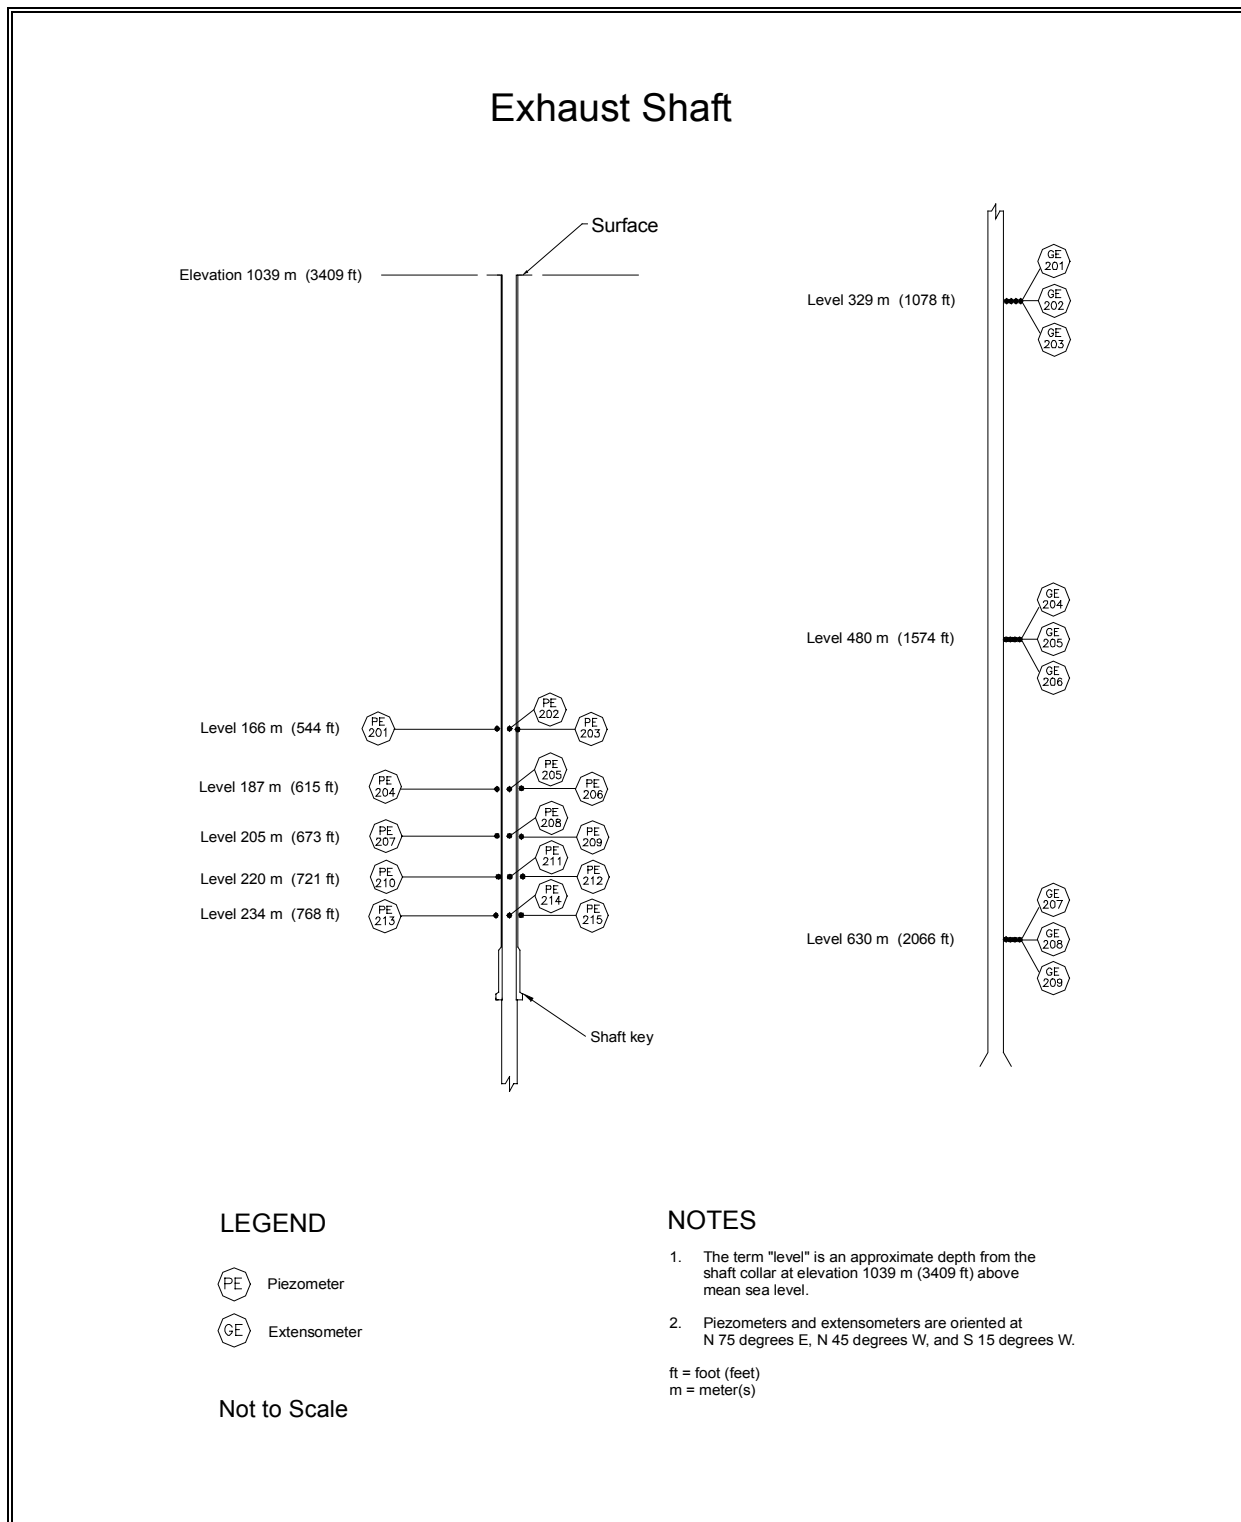 Exhaust Shaft
Surface
Elevation 1039 m (3409 ft)
GE
201
Level 329 m (1078 ft)
GE
202
GE
203
GE
204
Level 480 m (1574 ft)
GE
205
GE
206
Level 166 m (544 ft)
PE
201
PE
202
PE
203
Level 187 m (615 ft)
PE
204
PE
205
PE
206
Level 205 m (673 ft)
PE
207
PE
208
PE
209
Level 220 m (721 ft)
PE
210
PE
211
PE
212
Level 234 m (768 ft)
PE
213
PE
214
PE
215
GE
207
Level 630 m (2066 ft)
GE
208
GE
209
Shaft key
LEGEND
PE Piezometer
GE Extensometer
Not to Scale
NOTES
1. The term "level" is an approximate depth from the
shaft collar at elevation 1039 m (3409 ft) above
mean sea level.
2. Piezometers and extensometers are oriented at
N 75 degrees E, N 45 degrees W, and S 15 degrees W.
ft = foot (feet)
m = meter(s)